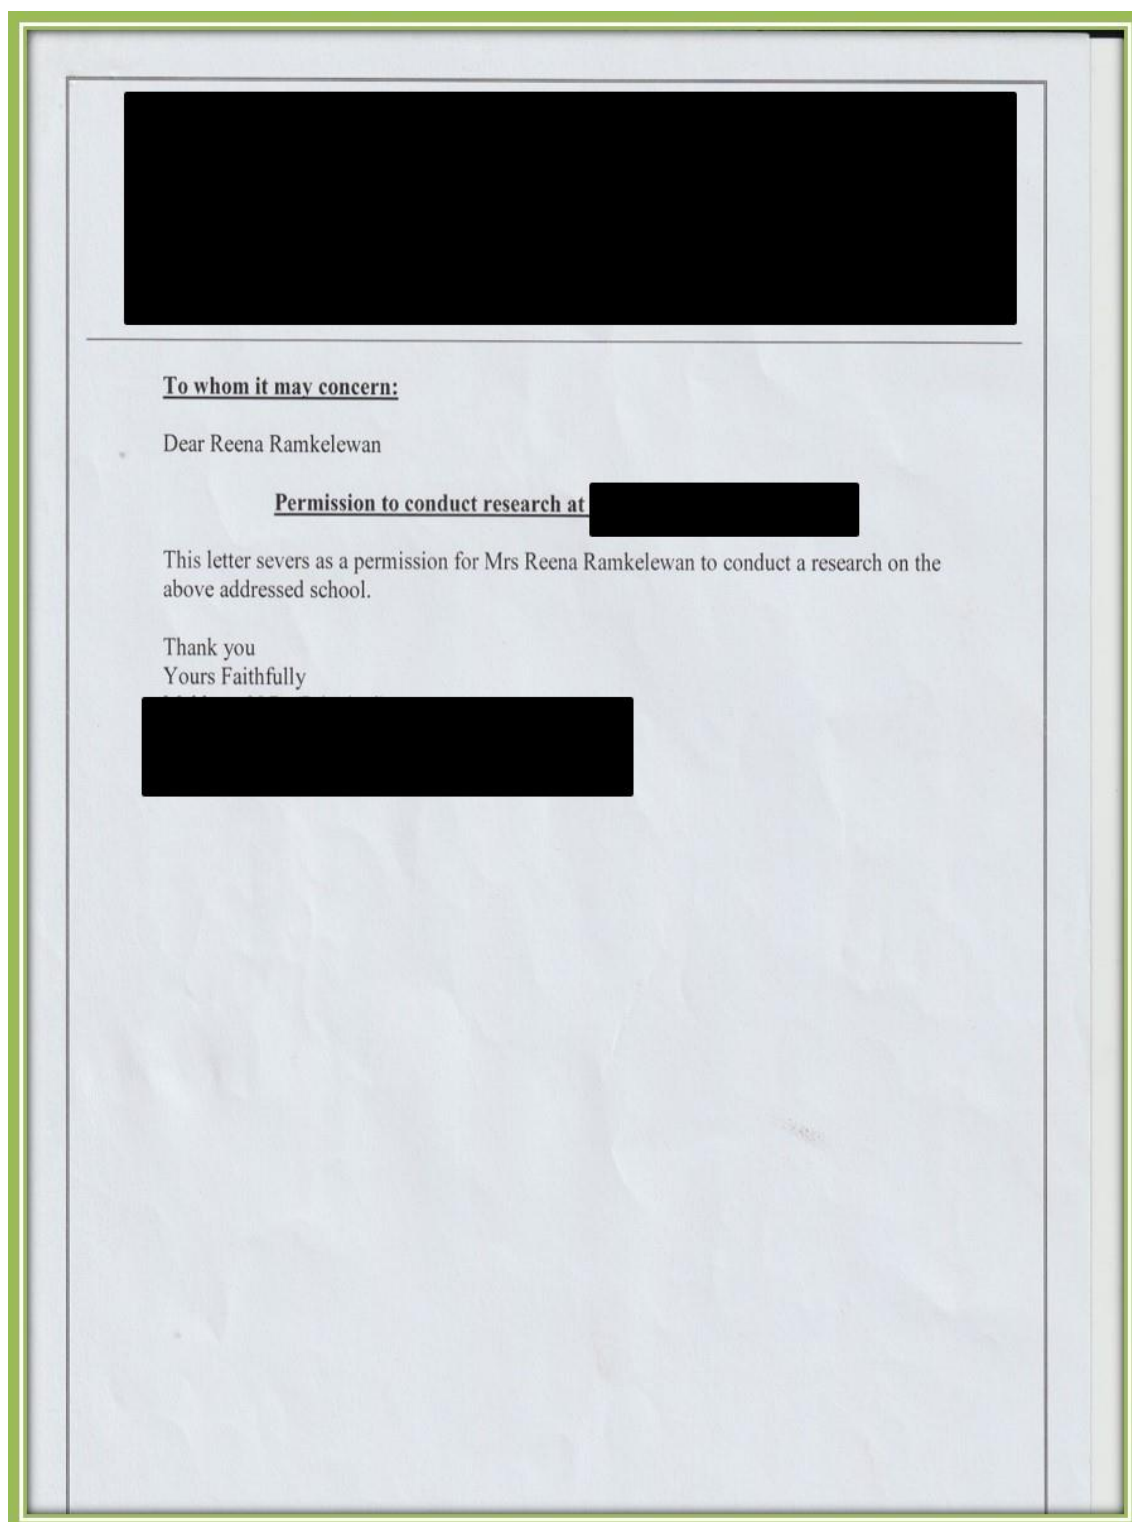 To whom it may concern:
Dear Reena Ramkelewan
Permission to conduct research at
This letter severs as a permission for Mrs Reena Ramkelewan to conduct a research on the
above addressed school.
Thank you
Yours Faithfully